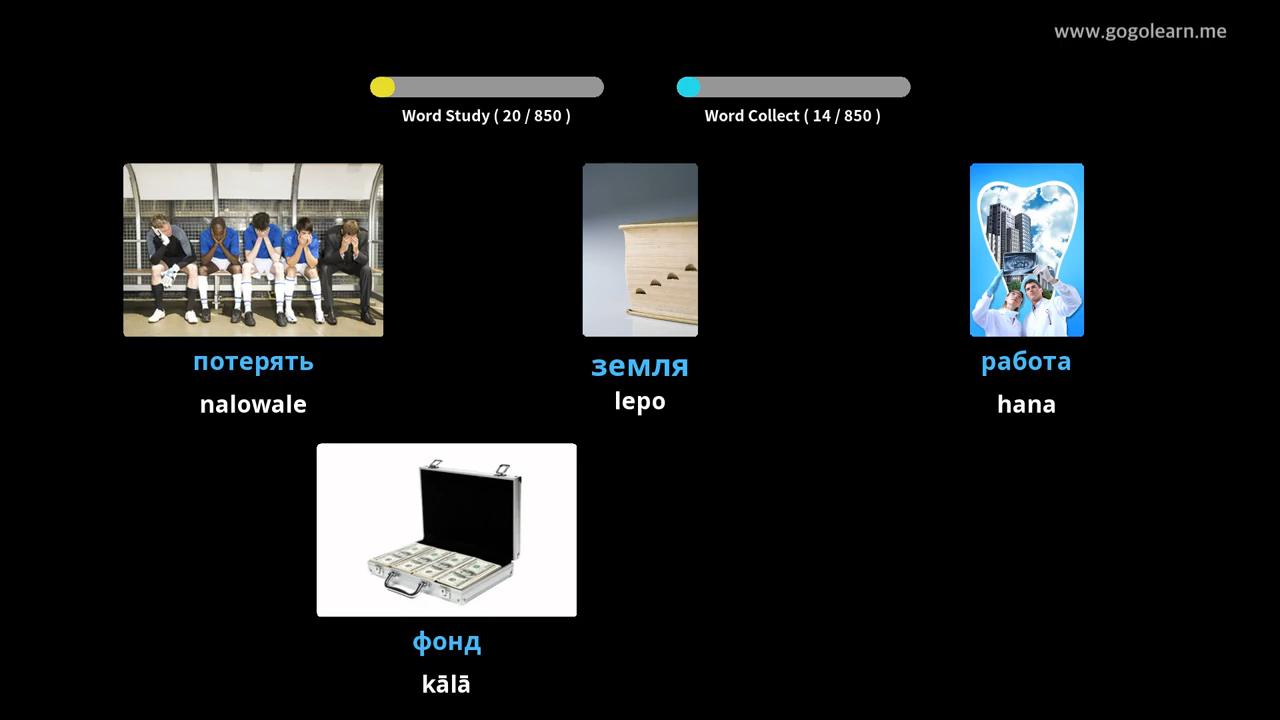 www.gogolearn.me
Word Study ( 20 / 850 )
Word Collect ( 14 / 850 )
потерять
земля
работа
nalowale
lepo
hana
фонд
kālā